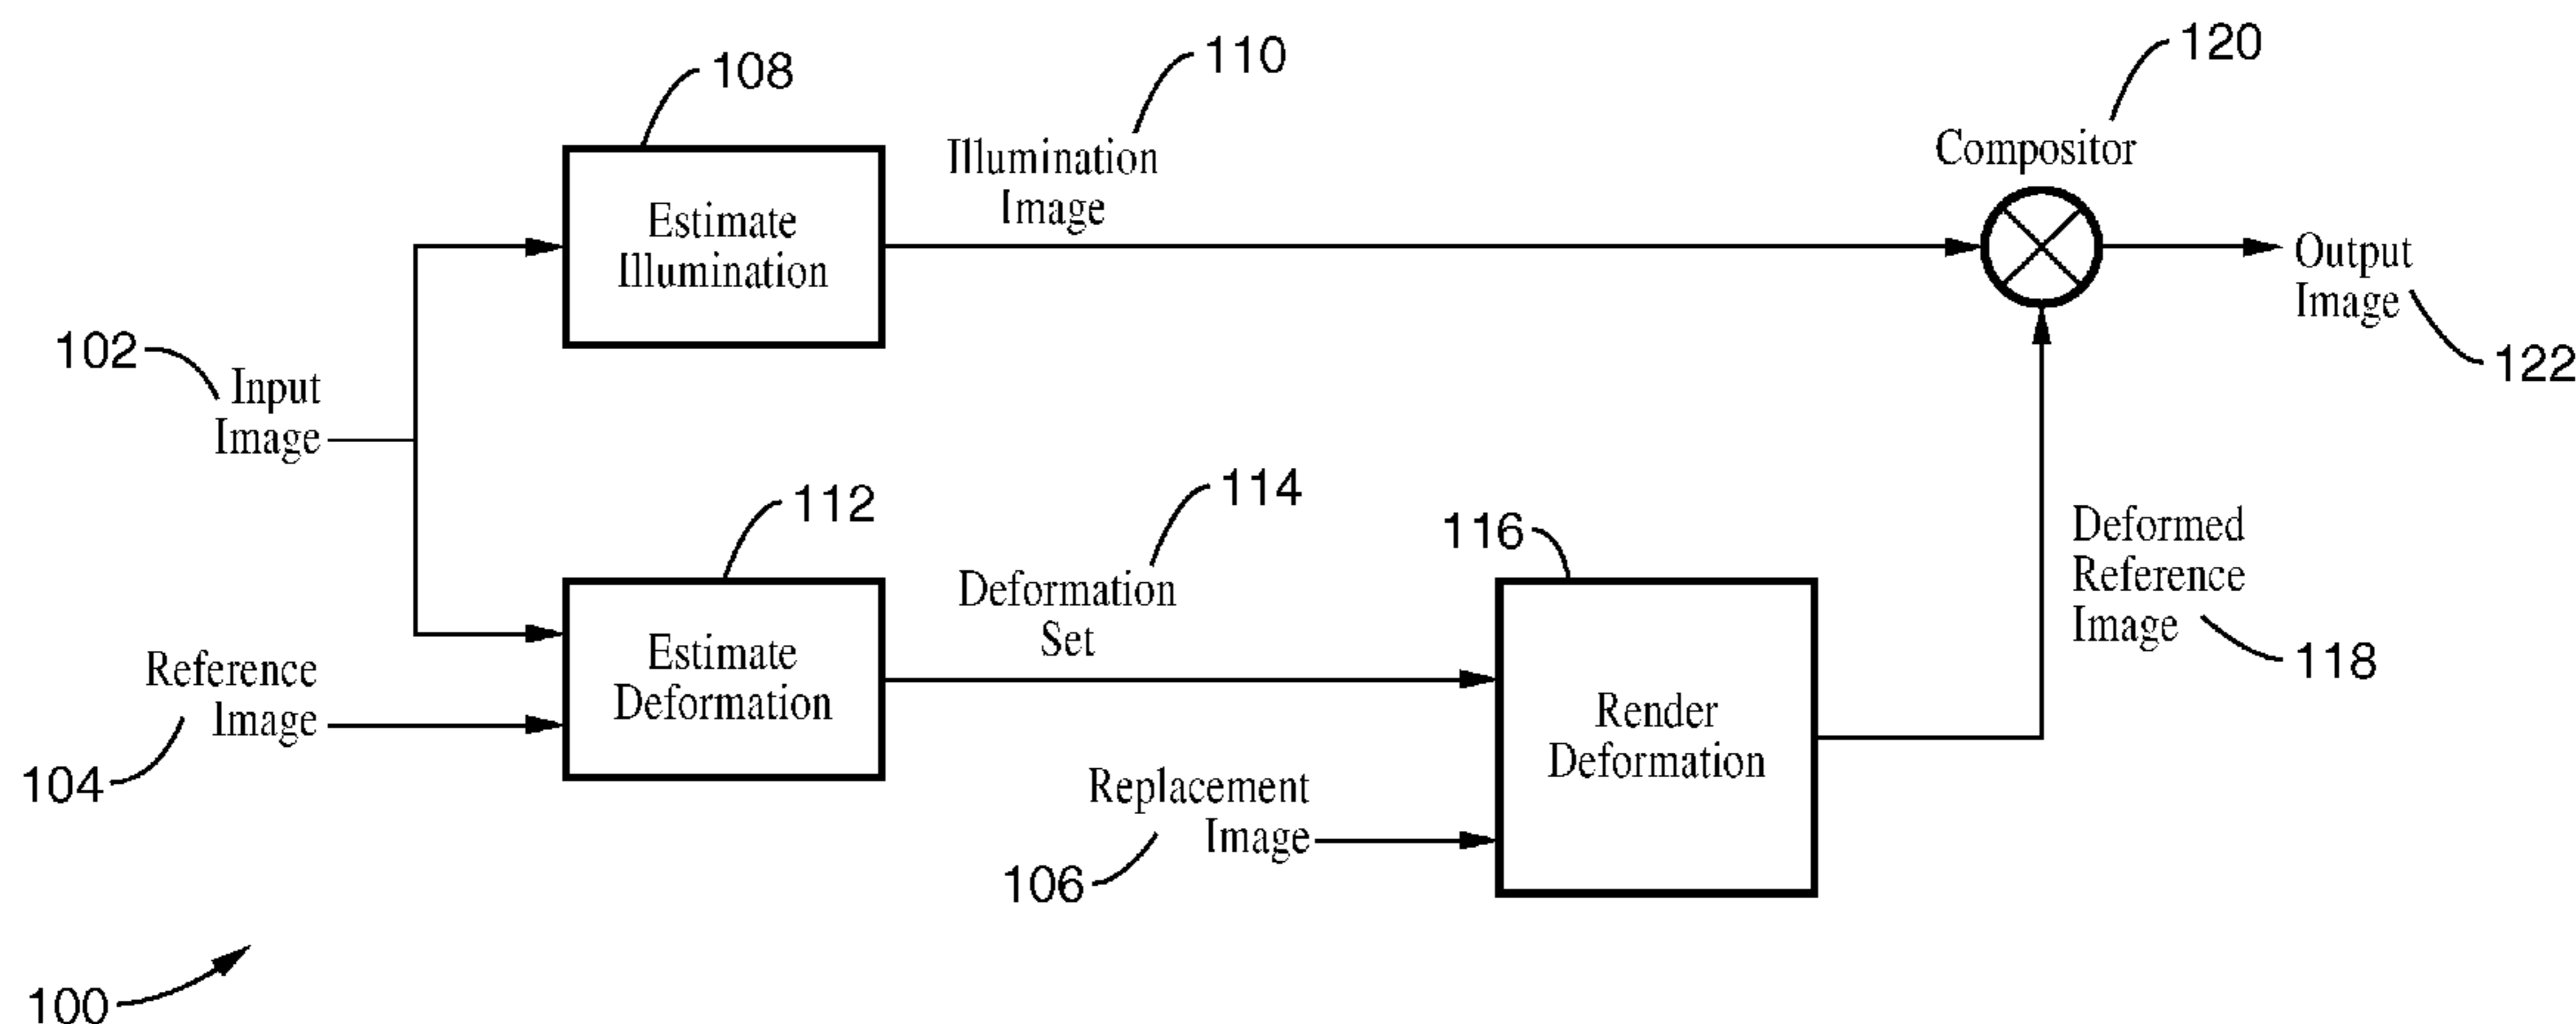 108
110
120
Illumination
Image
Compositor
Estimate
Illumination
Output
Image
102
Input
Image
122
112
114
116
Deformation
Set
Deformed
Reference
Image
118
Reference
Image
104
Estimate
Deformation
Render
Deformation
Replacement
Image
106
100